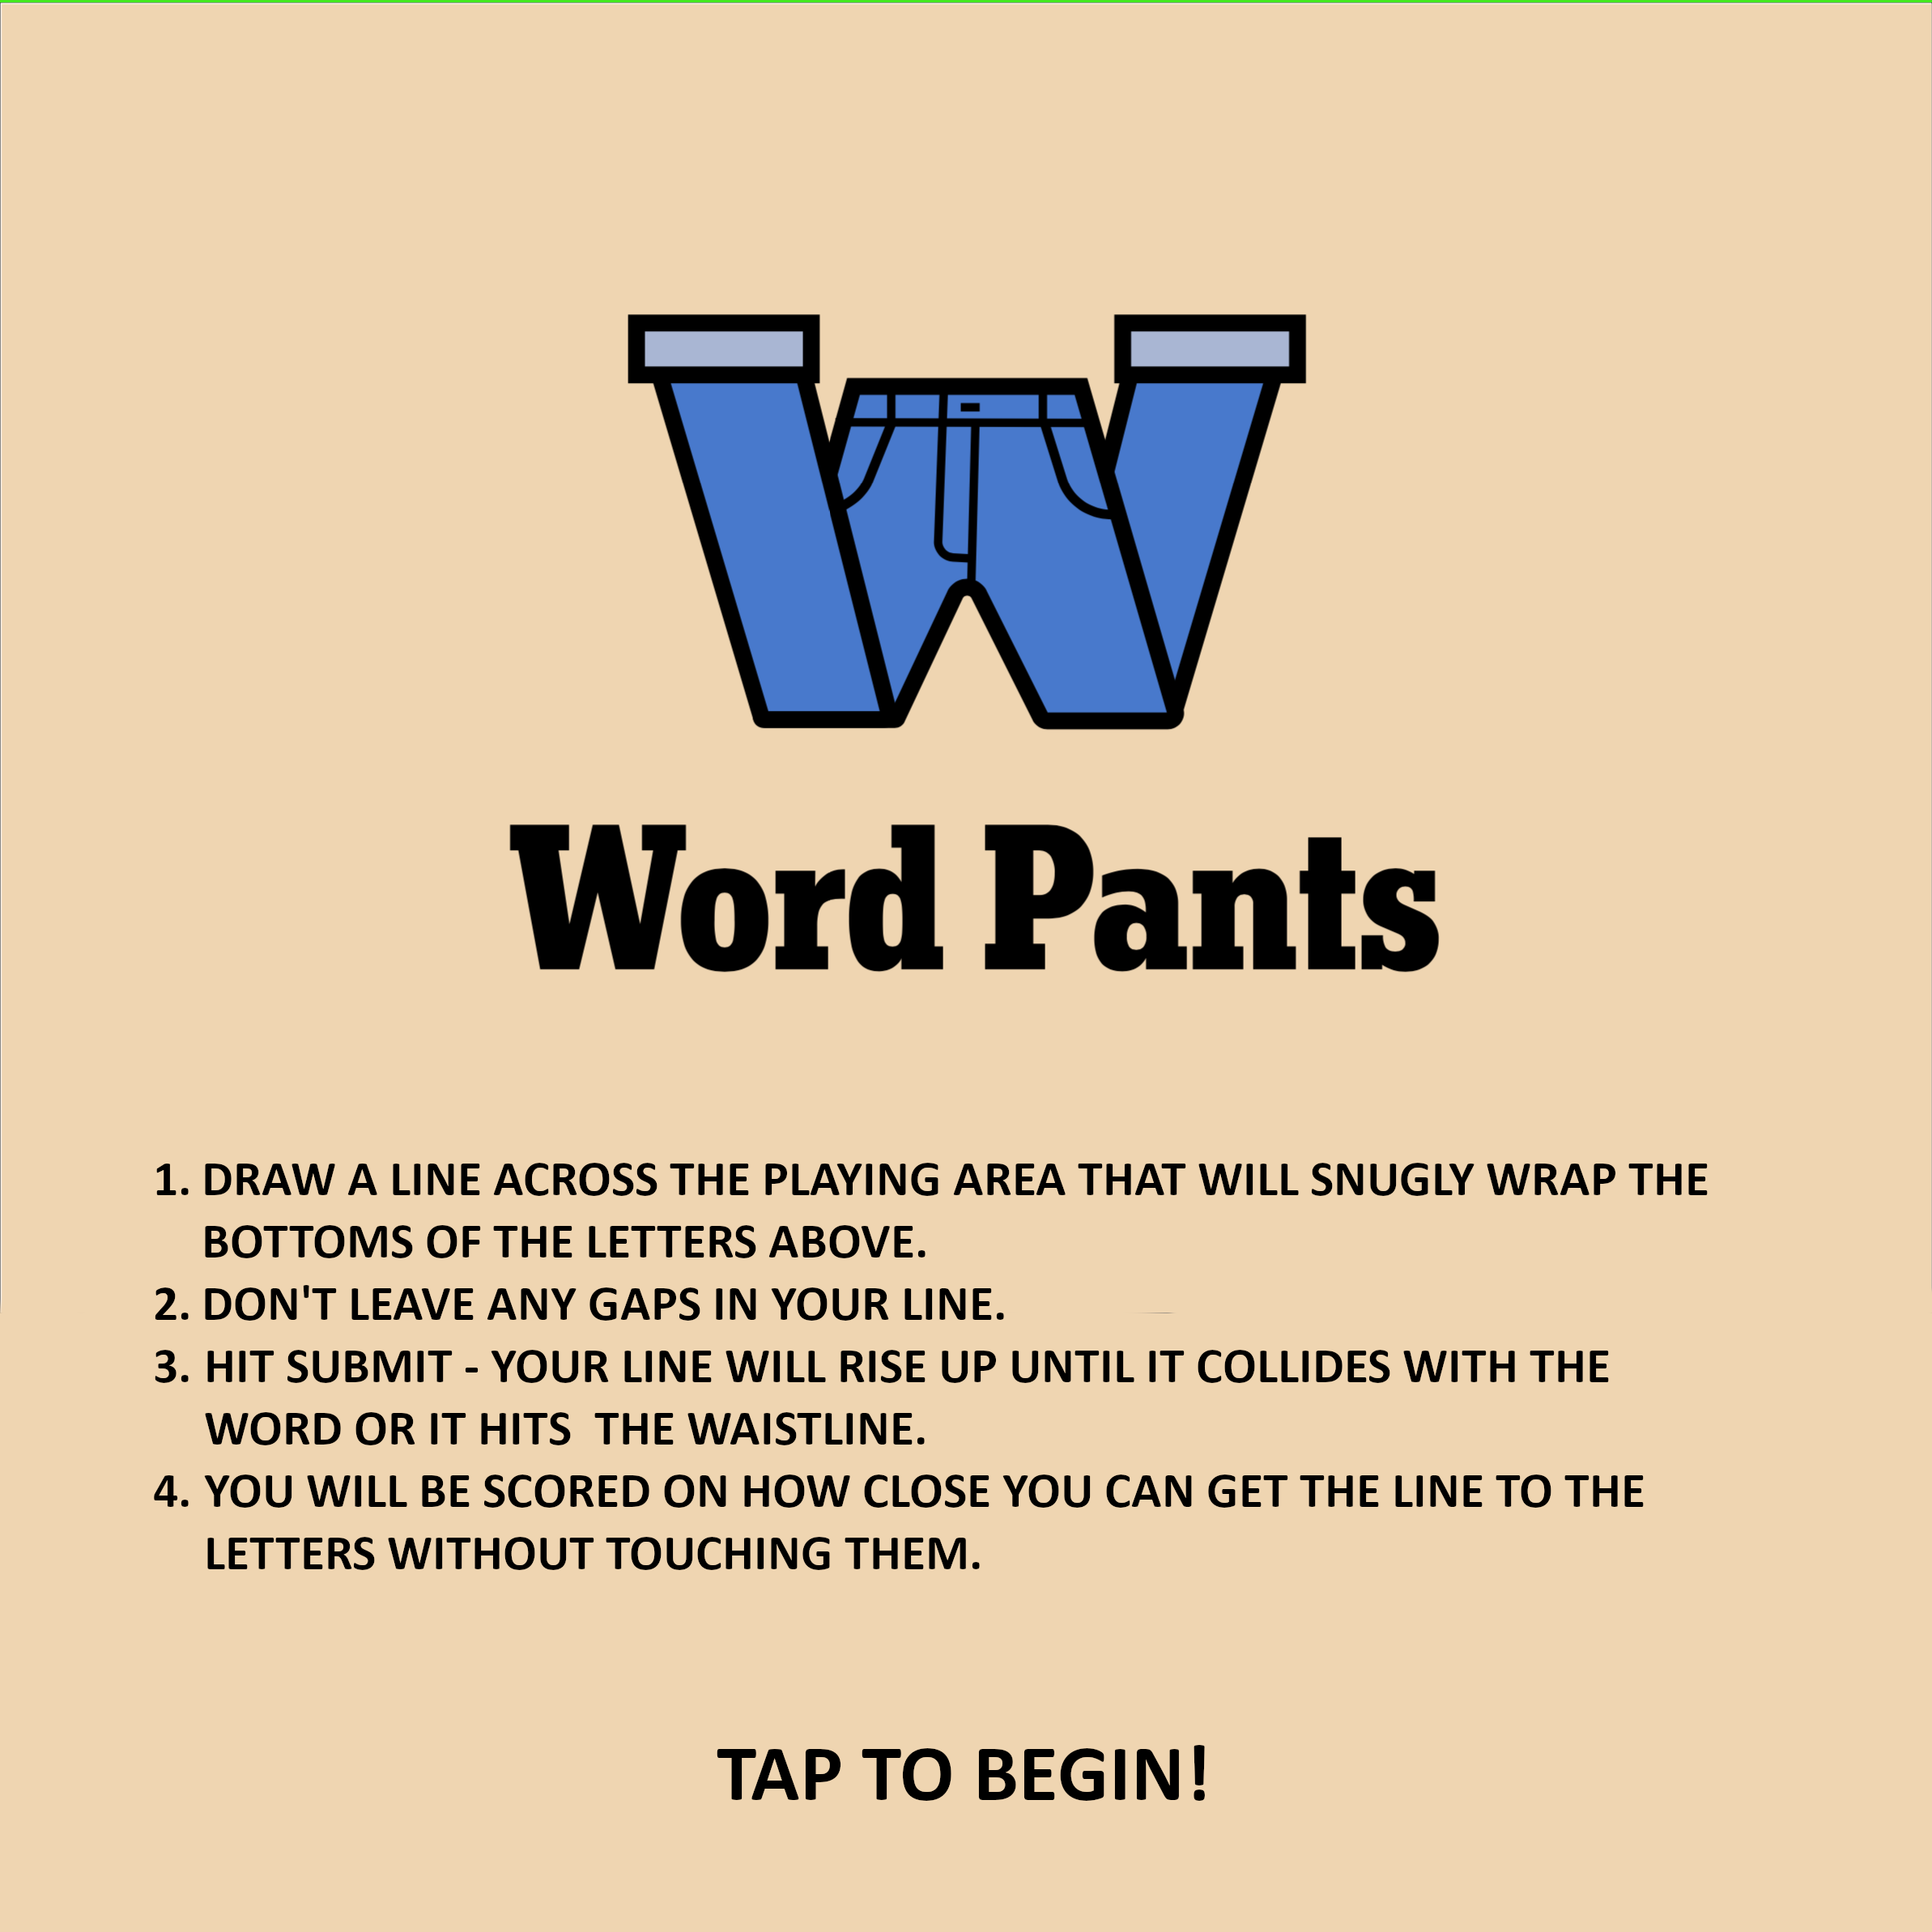 Word Pants
1. DRAW A LINE ACROSS THE PLAYING AREA THAT WILL SNUGLY WRAP THE
BOTTOMS OF THE LETTERS ABOVE.
2. DON'T LEAVE ANY GAPS IN YOUR LINE.
3. HIT SUBMIT - YOUR LINE WILL RISE UP UNTIL IT COLLIDES WITH THE
WORD OR IT HITS  THE WAISTLINE.
4. YOU WILL BE SCORED ON HOW CLOSE YOU CAN GET THE LINE TO THE
LETTERS WITHOUT TOUCHING THEM.
TAP TO BEGIN!